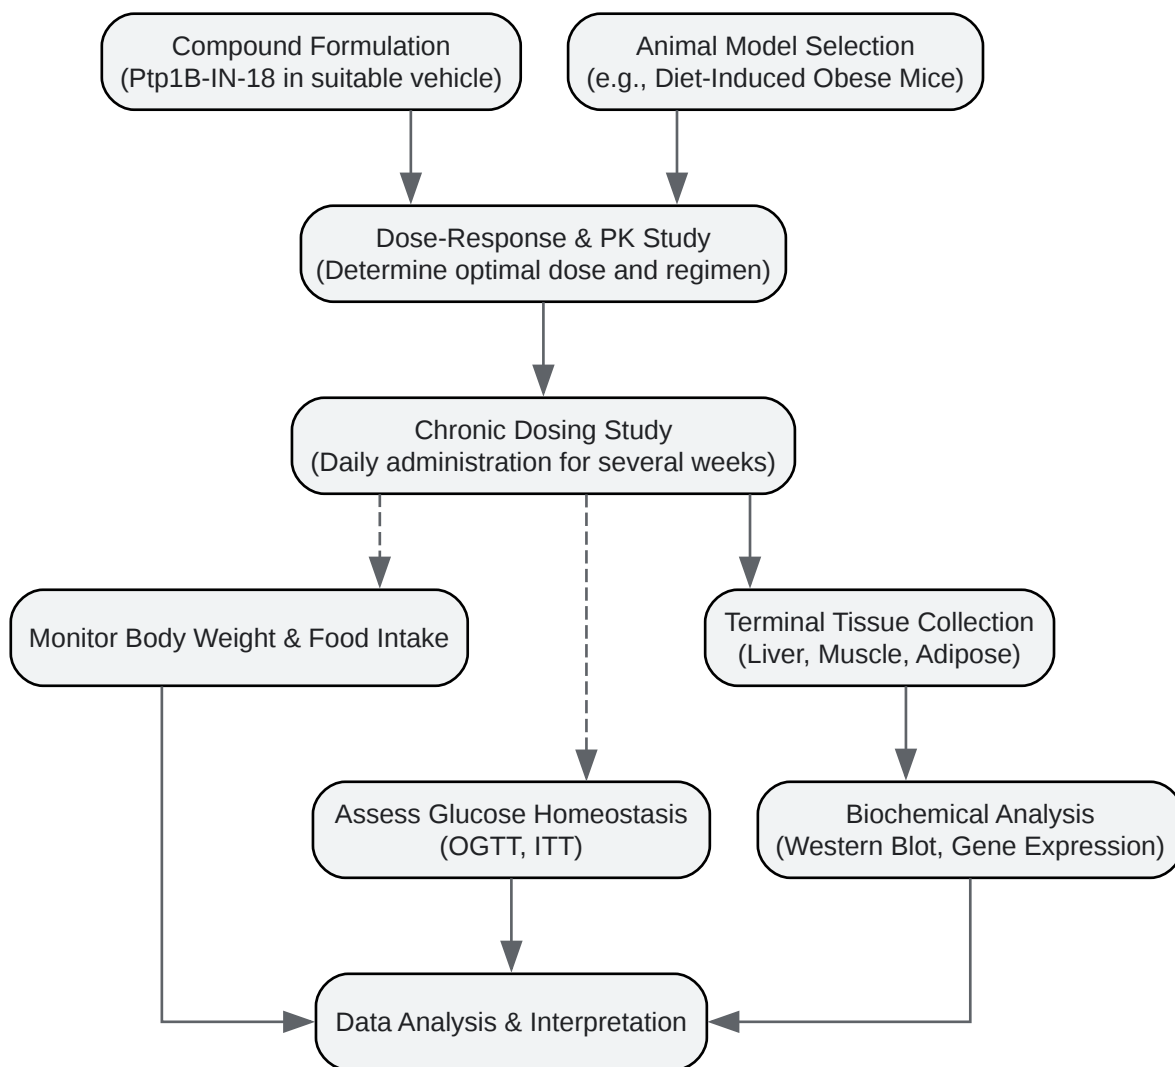 Compound Formulation
(Ptp1B-IN-18 in suitable vehicle)
Animal Model Selection
(e.g., Diet-Induced Obese Mice)
Dose-Response & PK Study
(Determine optimal dose and regimen)
Chronic Dosing Study
(Daily administration for several weeks)
Monitor Body Weight & Food Intake
Terminal Tissue Collection
(Liver, Muscle, Adipose)
Assess Glucose Homeostasis
(OGTT, ITT)
Biochemical Analysis
(Western Blot, Gene Expression)
Data Analysis & Interpretation